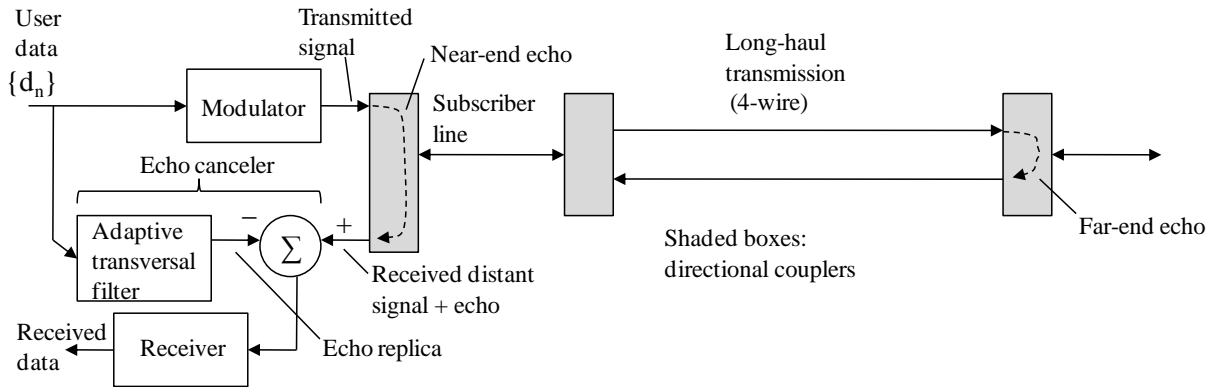 User
data
{dₙ}
Transmitted
signal
Near-end echo
Long-haul
transmission
(4-wire)
Modulator
Subscriber
line
Echo canceler
Adaptive
transversal
filter
−
Σ
+
Received distant
signal + echo
Shaded boxes:
directional couplers
Far-end echo
Received
data
Receiver
Echo replica